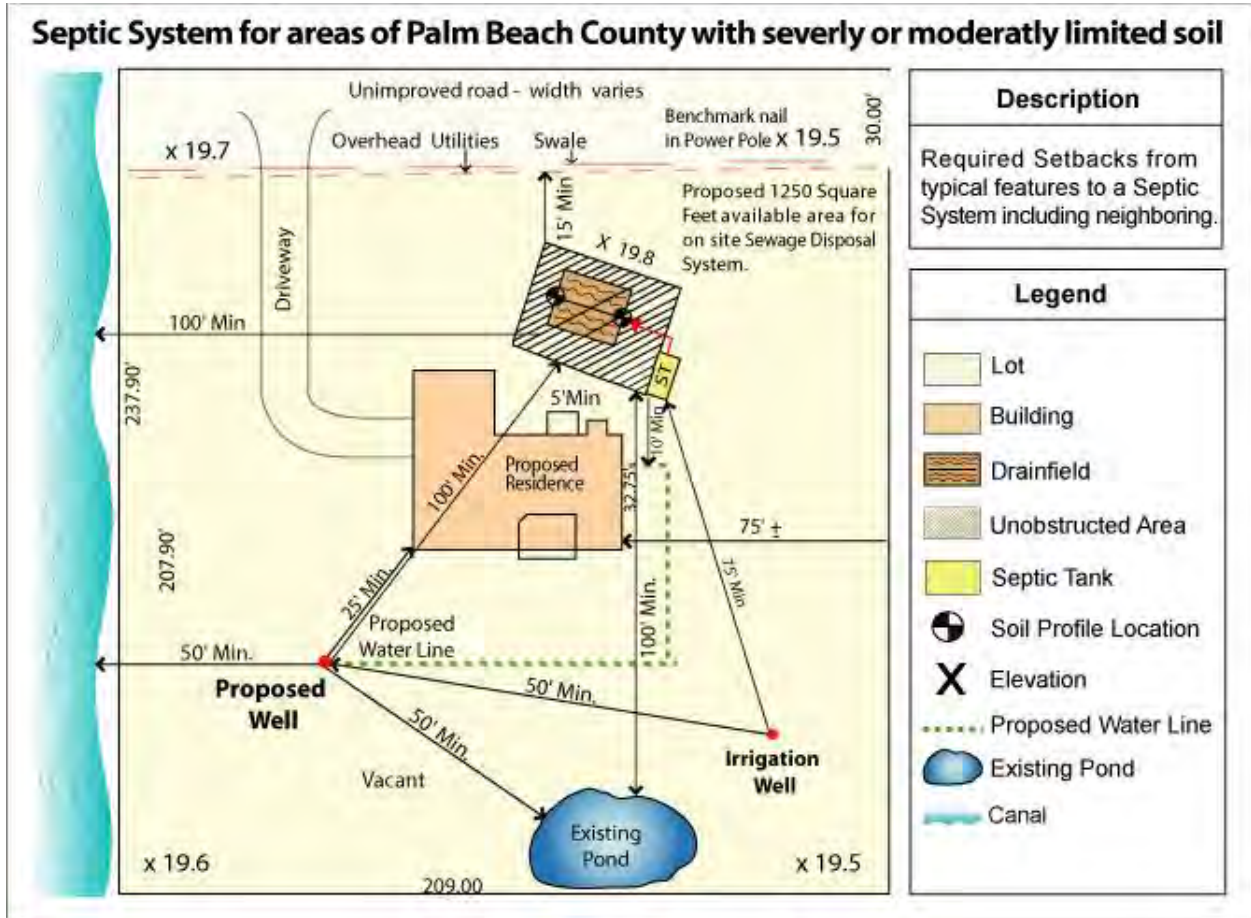 Septic System for areas of Palm Beach County with severly or moderatly limited soil
Unimproved road - width varies
Overhead Utilities
Swale
Benchmark nail
in Power Pole x 19.5
30.00'
x 19.7
15' Min
Proposed 1250 Square
Feet available area for
on site Sewage Disposal
System.
X 19.8
Driveway
100' Min
ST
237.90'
5'Min
10' Min
Proposed
Residence
100' Min.
32.75'
75' ±
207.90'
25' Min.
Proposed
Water Line
100' Min.
75' Min
50' Min.
Proposed
Well
50' Min.
50' Min.
Irrigation
Well
Vacant
Existing
Pond
x 19.6
x 19.5
209.00
Description
Required Setbacks from
typical features to a Septic
System including neighboring.
Legend
Lot
Building
Drainfield
Unobstructed Area
Septic Tank
Soil Profile Location
X Elevation
Proposed Water Line
Existing Pond
Canal